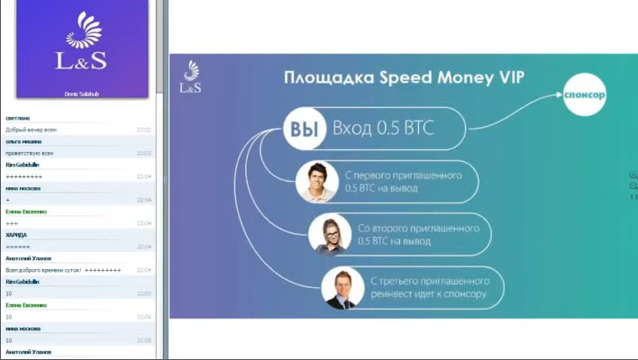 L&S
Denis Salahub
светлана
Добрый вечер всем
22:03
ольга мишина
приветствую всех
22:03
Rim Gabidullin
+++++++++
22:04
нина москова
+
22:04
Елена Евсеенко
+++
22:04
ХАРИДА
++++++
22:04
Анатолий Уланов
Всем доброго времени суток! +++++++++
22:04
Rim Gabidullin
10
22:05
Елена Евсеенко
10
22:05
нина москова
10
22:05
Анатолий Уланов
L&S
Площадка Speed Money VIP
спонсор
ВЫ
Вход 0.5 BTC
С первого приглашенного
0.5 BTC на вывод
Со второго приглашенного
0.5 BTC на вывод
С третьего приглашенного
реинвест идет к спонсору